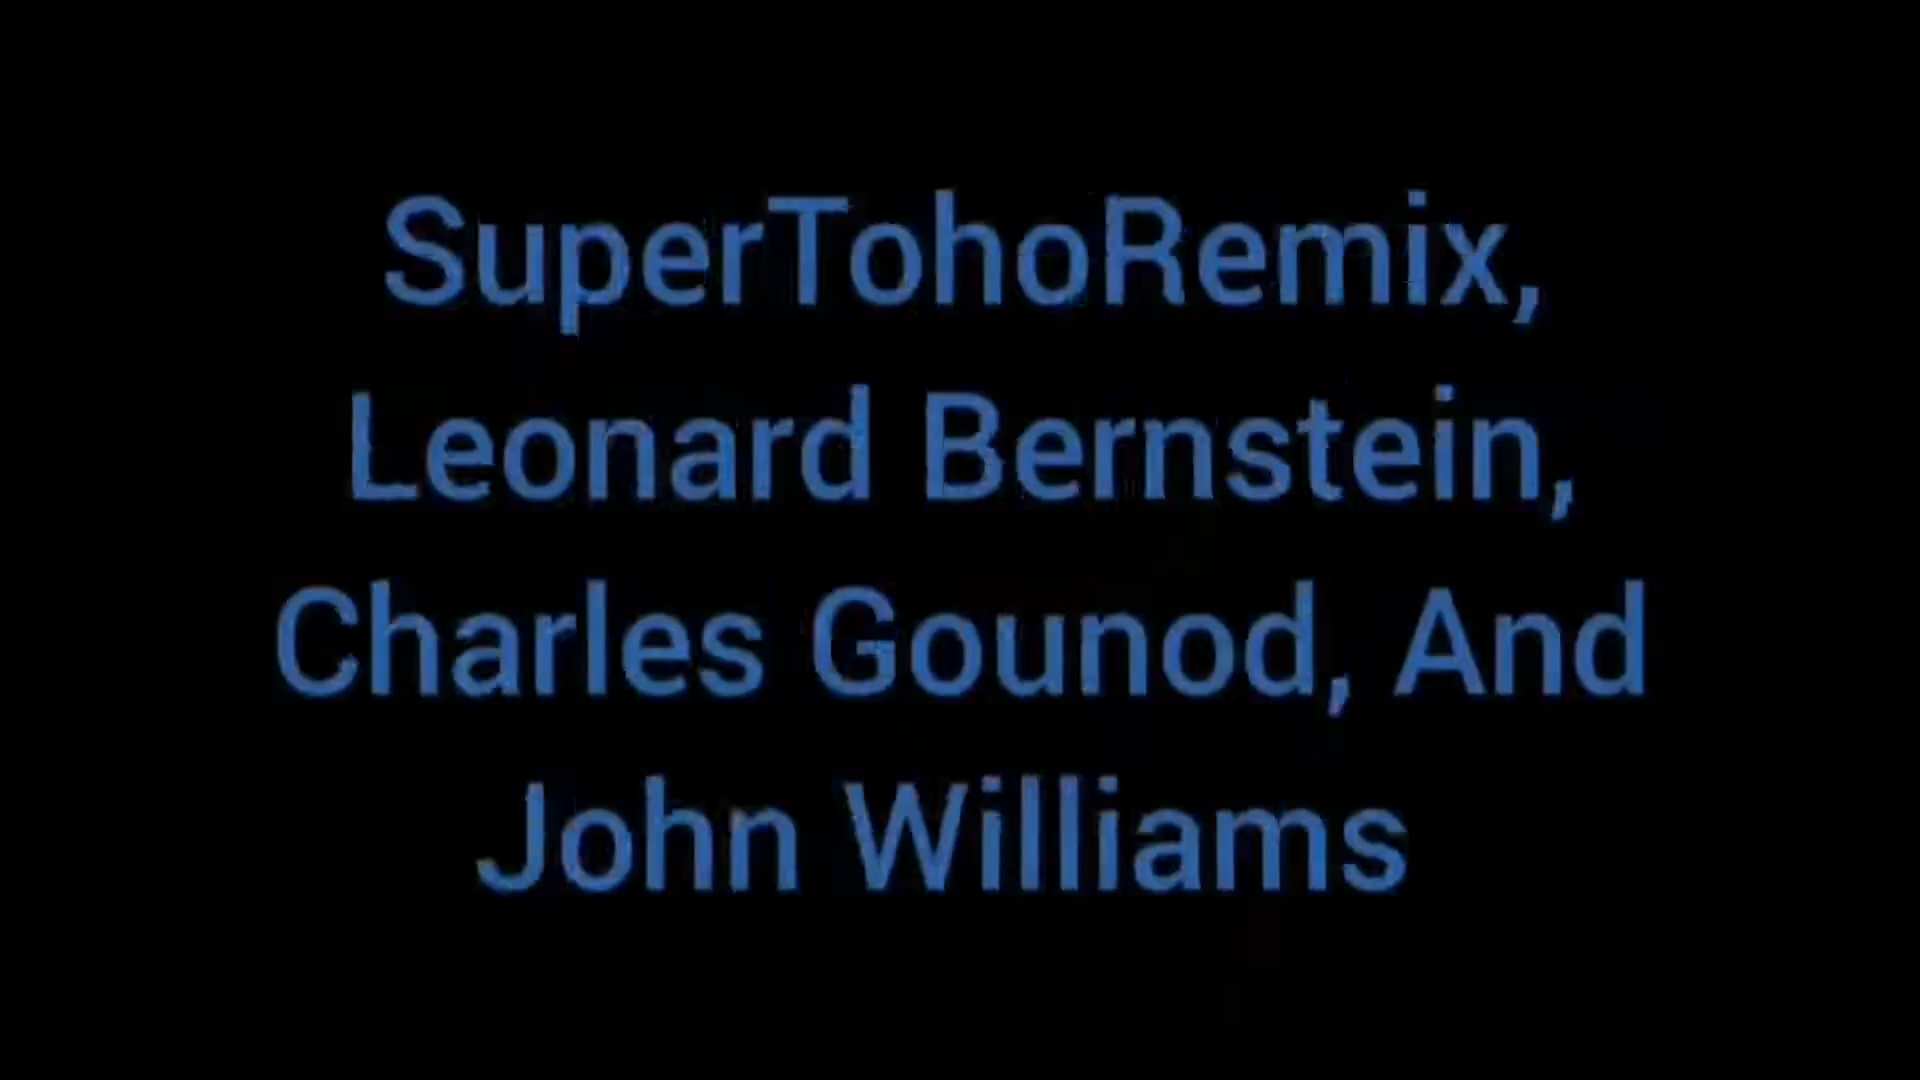 SuperTohoRemix,
Leonard Bernstein,
Charles Gounod, And
John Williams